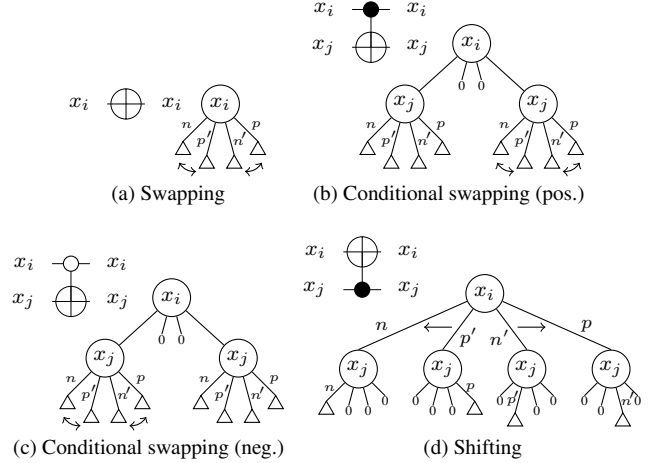 x_i x_i x_i
n p′ n′ p
(a) Swapping
x_i x_i
x_j x_j
x_i
0 0
x_j x_j
n p′ n′ p n p′ n′ p
(b) Conditional swapping (pos.)
x_i x_i
x_j x_j
x_i
0 0
x_j x_j
n p′ n′ p n p′ n′ p
(c) Conditional swapping (neg.)
x_i x_i
x_j x_j
x_i
n p′ n′ p
x_j x_j x_j x_j
n 0 0 0 0 0 0 p 0 p′ 0 0 0 0 n′ 0
(d) Shifting